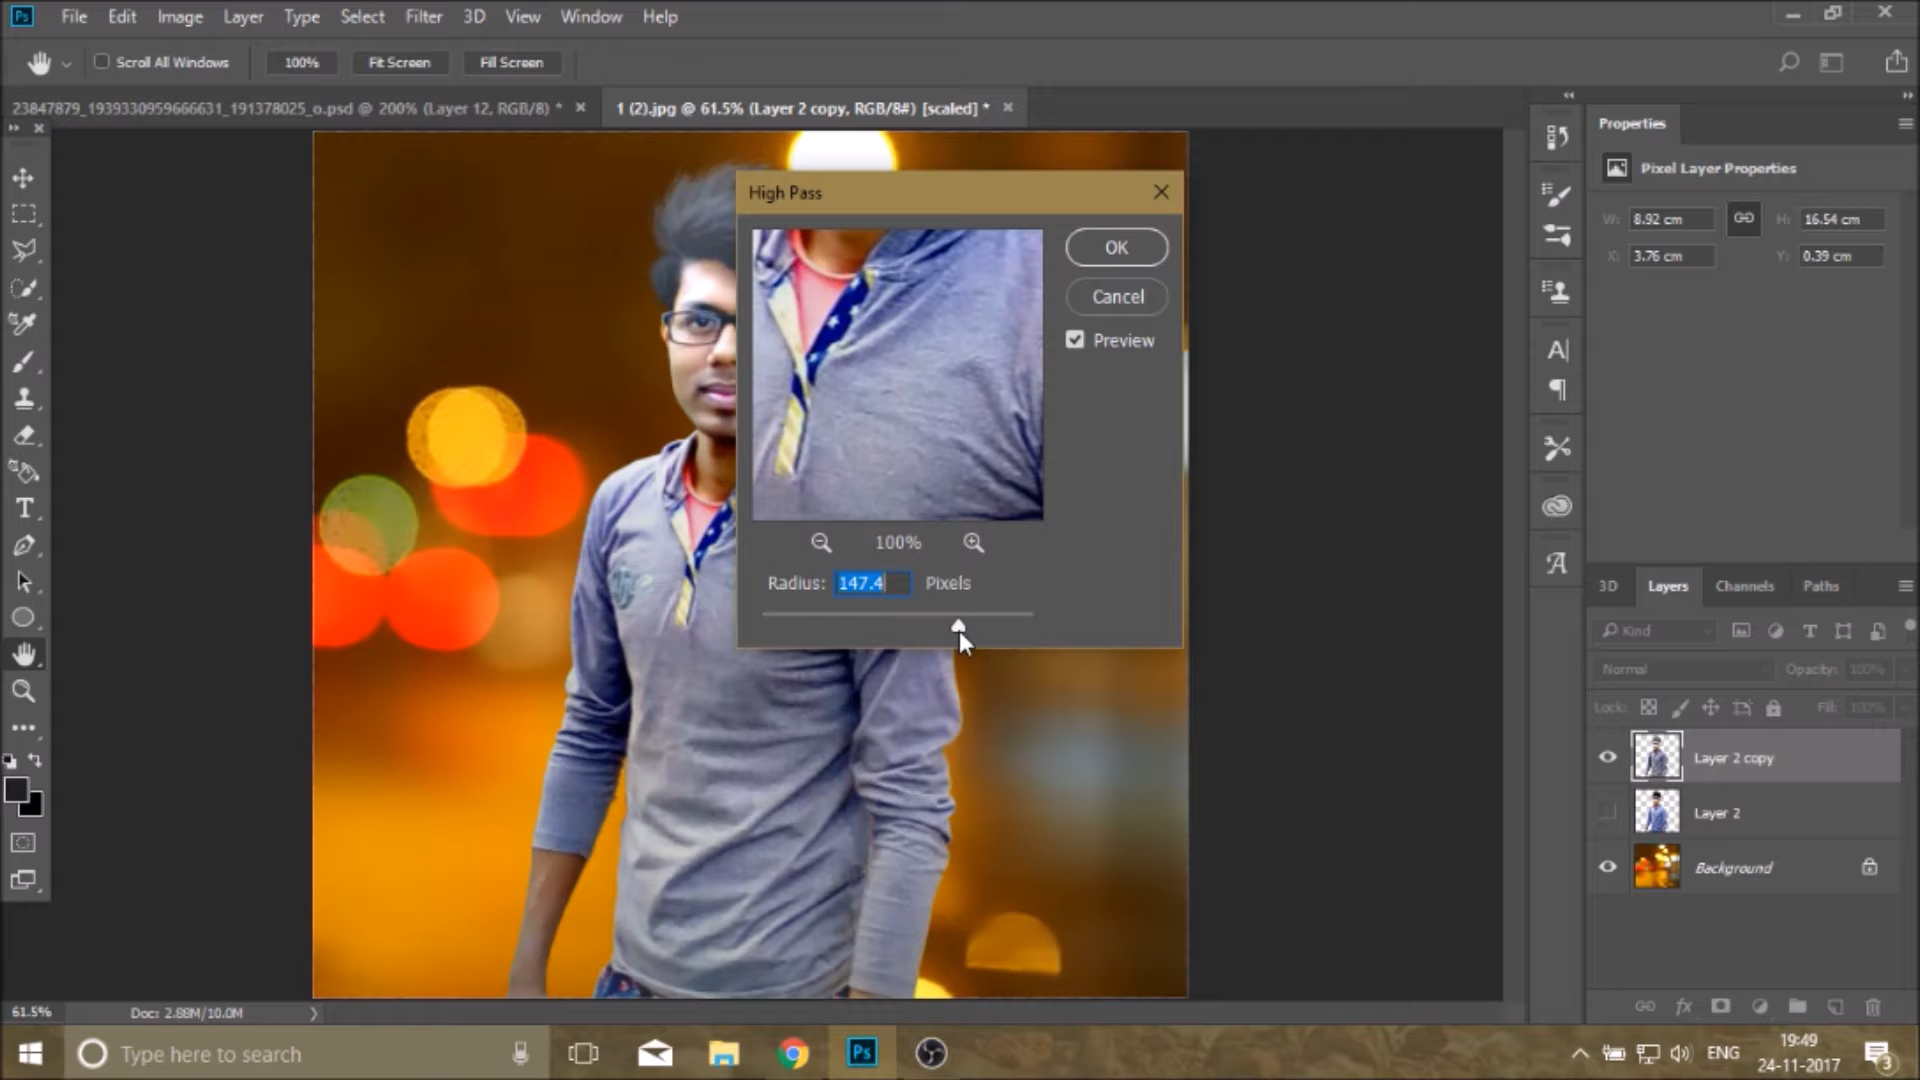 Ps File Edit Image Layer Type Select Filter 3D View Window Help
Scroll All Windows 100% Fit Screen Fill Screen
23847879_1939330959666631_191378025_o.psd @ 200% (Layer 12, RGB/8) *
1 (2).jpg @ 61.5% (Layer 2 copy, RGB/8#) [scaled] *
High Pass
OK
Cancel
Preview
100%
Radius: 147.4 Pixels
Properties
Pixel Layer Properties
W: 8.92 cm H: 16.54 cm
X: 3.76 cm Y: 0.39 cm
3D Layers Channels Paths
Kind
Normal Opacity: 100%
Lock: Fill: 100%
Layer 2 copy
Layer 2
Background
61.5% Doc: 2.88M/10.0M
Type here to search
Ps
ENG
19:49
24-11-2017
3